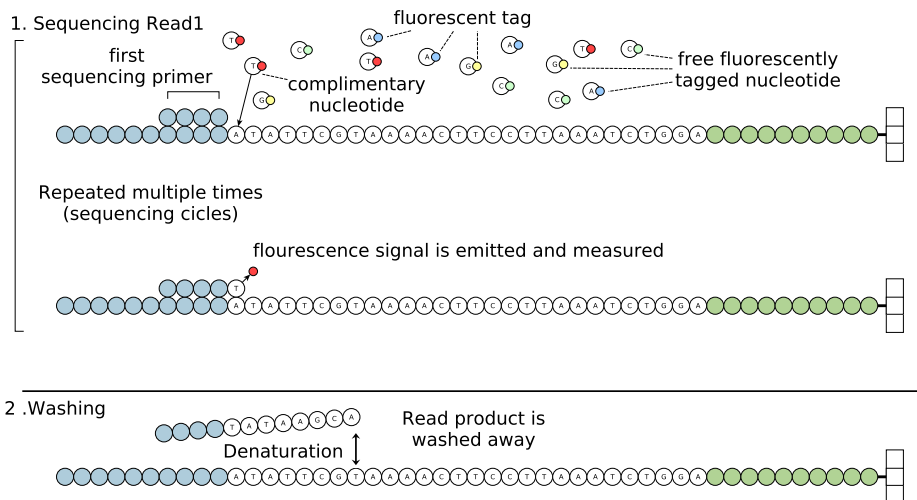 1. Sequencing Read1
fluorescent tag
first
sequencing primer
T
C
A
T
A
A
G
T
C
G
T
G
C
C
A
complimentary
nucleotide
free fluorescently
tagged nucleotide
A T A T T C G T A A A A C T T C C T T A A A T C T G G A
Repeated multiple times
(sequencing cicles)
flourescence signal is emitted and measured
T
A T A T T C G T A A A A C T T C C T T A A A T C T G G A
2 .Washing
T A T A A G C A
Read product is
washed away
Denaturation
A T A T T C G T A A A A C T T C C T T A A A T C T G G A